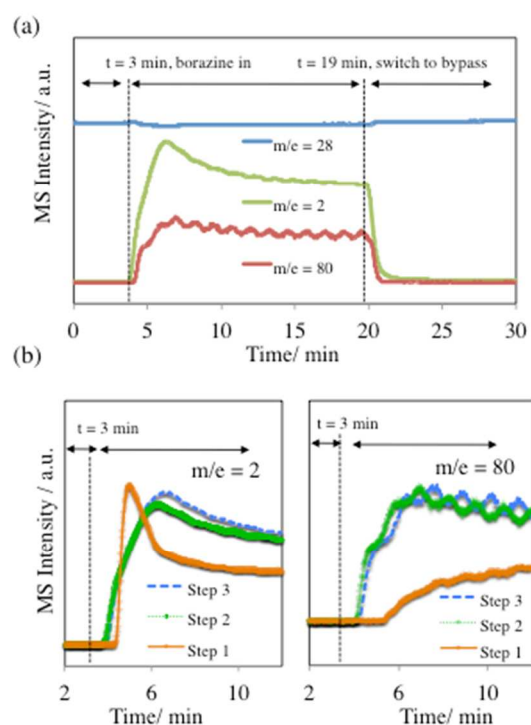 (a)
t = 3 min, borazine in
t = 19 min, switch to bypass
MS Intensity/ a.u.
m/e = 28
m/e = 2
m/e = 80
0 5 10 15 20 25 30
Time/ min
(b)
t = 3 min
m/e = 2
MS Intensity / a.u.
Step 3
Step 2
Step 1
2 6 10
Time/ min
t = 3 min
m/e = 80
Step 3
Step 2
Step 1
2 6 10
Time/ min